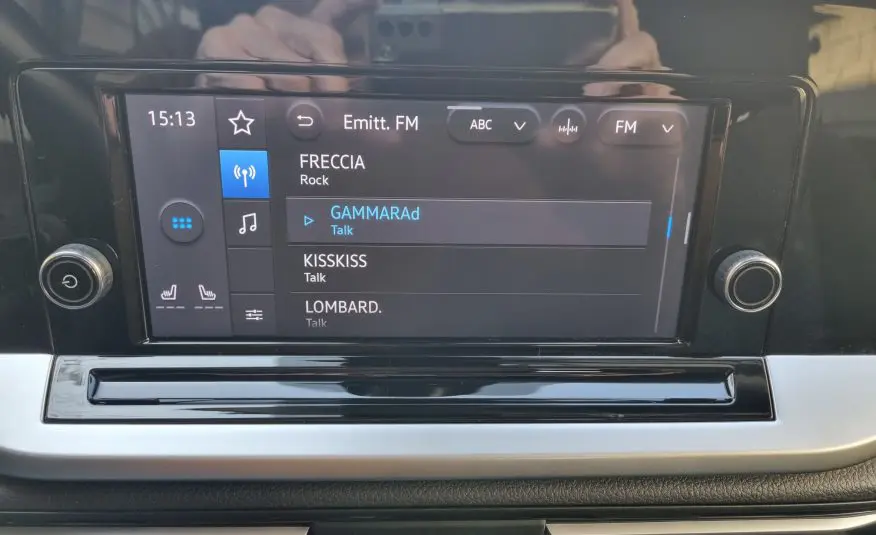 15:13
Emitt. FM
ABC
FM
FRECCIA
Rock
GAMMARAd
Talk
KISSKISS
Talk
LOMBARD.
Talk